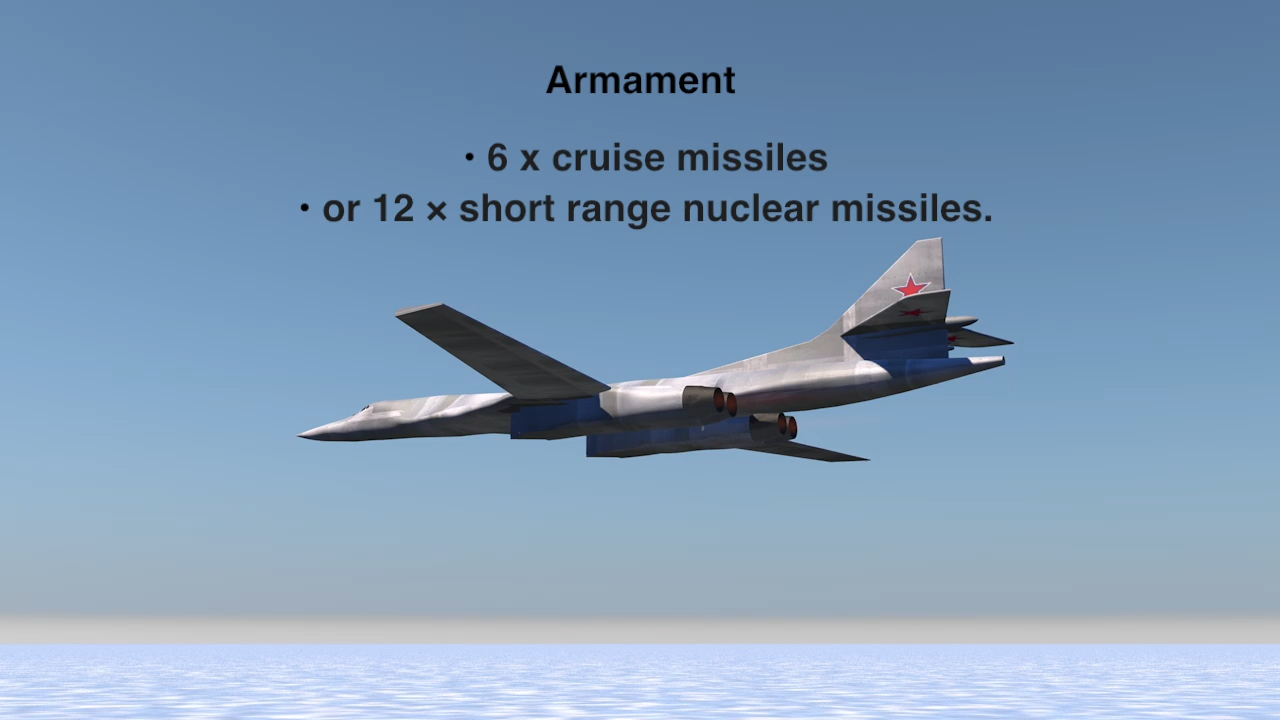 Armament
• 6 x cruise missiles
• or 12 × short range nuclear missiles.